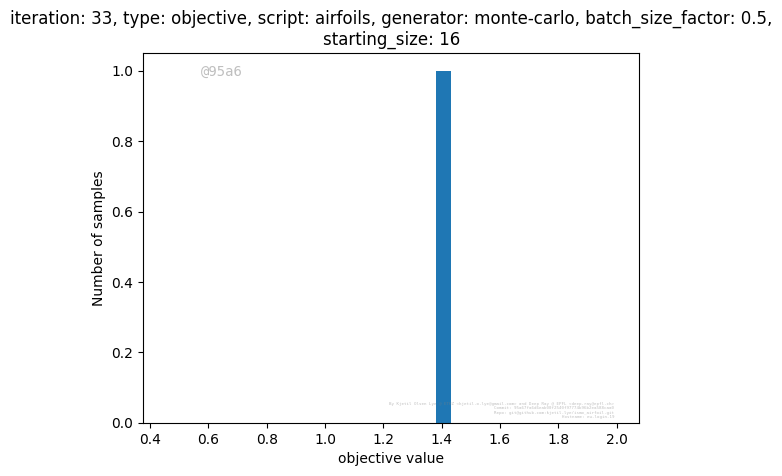 iteration: 33, type: objective, script: airfoils, generator: monte-carlo, batch_size_factor: 0.5,
starting_size: 16
@95a6
Number of samples
1.0
0.8
0.6
0.4
0.2
0.0
0.4 0.6 0.8 1.0 1.2 1.4 1.6 1.8 2.0
objective value